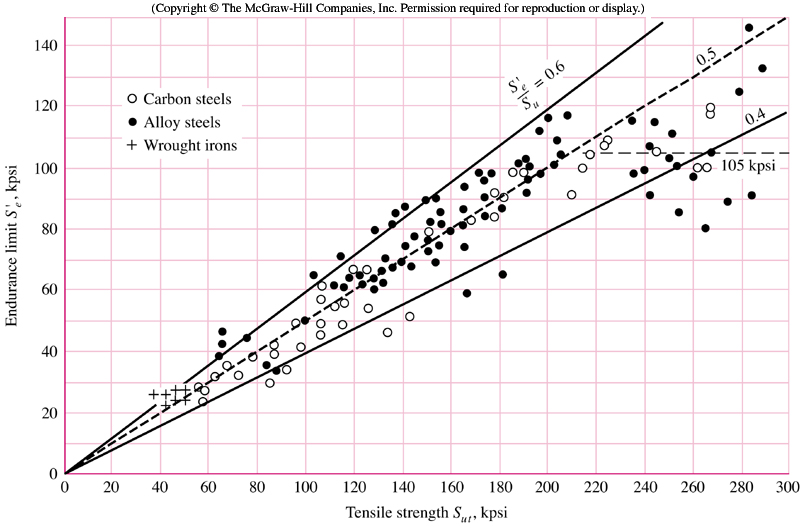 (Copyright © The McGraw-Hill Companies, Inc. Permission required for reproduction or display.)
140
120
100
80
60
40
20
0
Endurance limit S'e, kpsi
Carbon steels
Alloy steels
Wrought irons
S'e/Su = 0.6
0.5
0.4
105 kpsi
0 20 40 60 80 100 120 140 160 180 200 220 240 260 280 300
Tensile strength Sut, kpsi